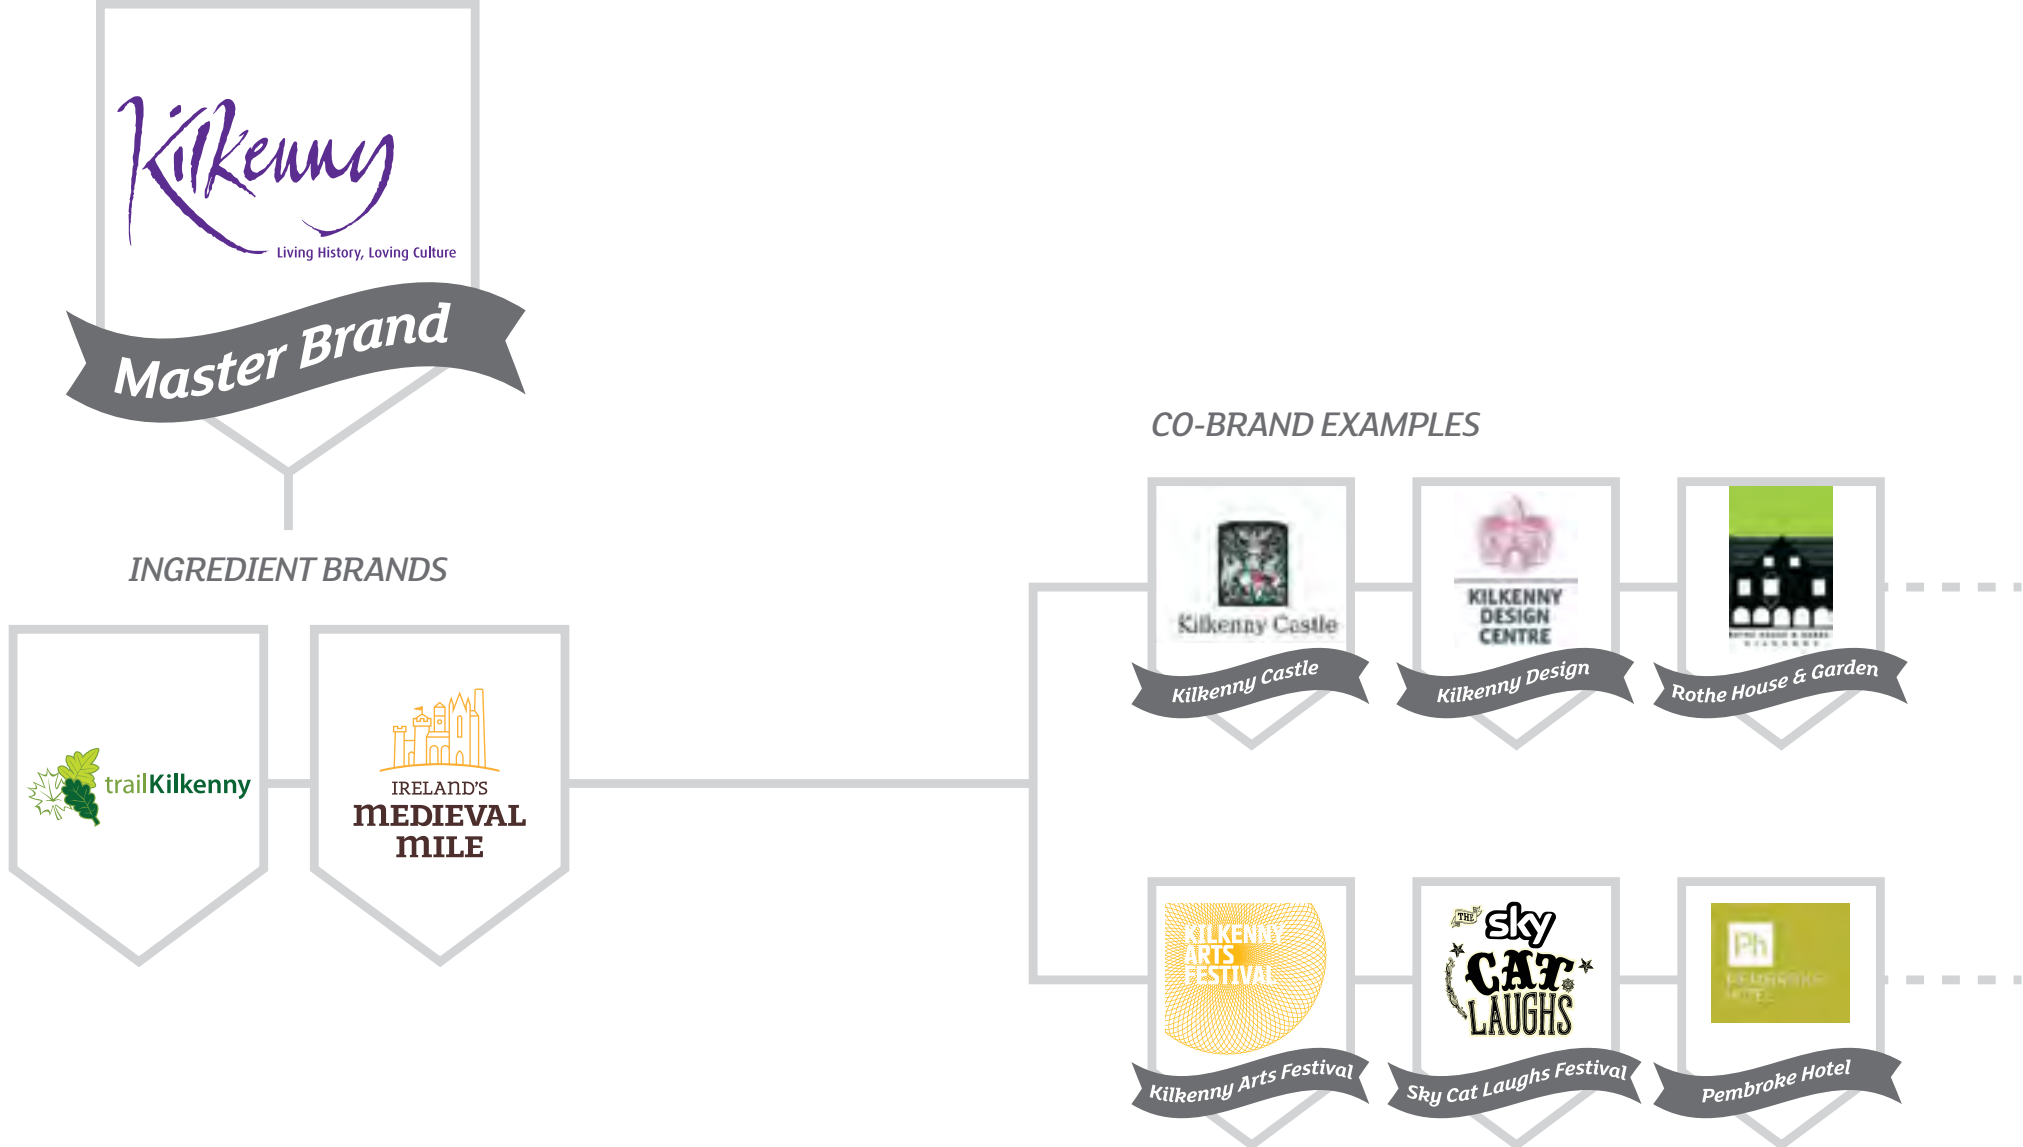 Kilkenny
Living History, Loving Culture
Master Brand
INGREDIENT BRANDS
trailKilkenny
IRELAND'S
MEDIEVAL
MILE
CO-BRAND EXAMPLES
Kilkenny Castle
Kilkenny Castle
KILKENNY
DESIGN
CENTRE
Kilkenny Design
Rothe House & Garden
KILKENNY
ARTS
FESTIVAL
Kilkenny Arts Festival
THE
sky
CAT
LAUGHS
Sky Cat Laughs Festival
Ph
PEMBROKE
HOTEL
Pembroke Hotel